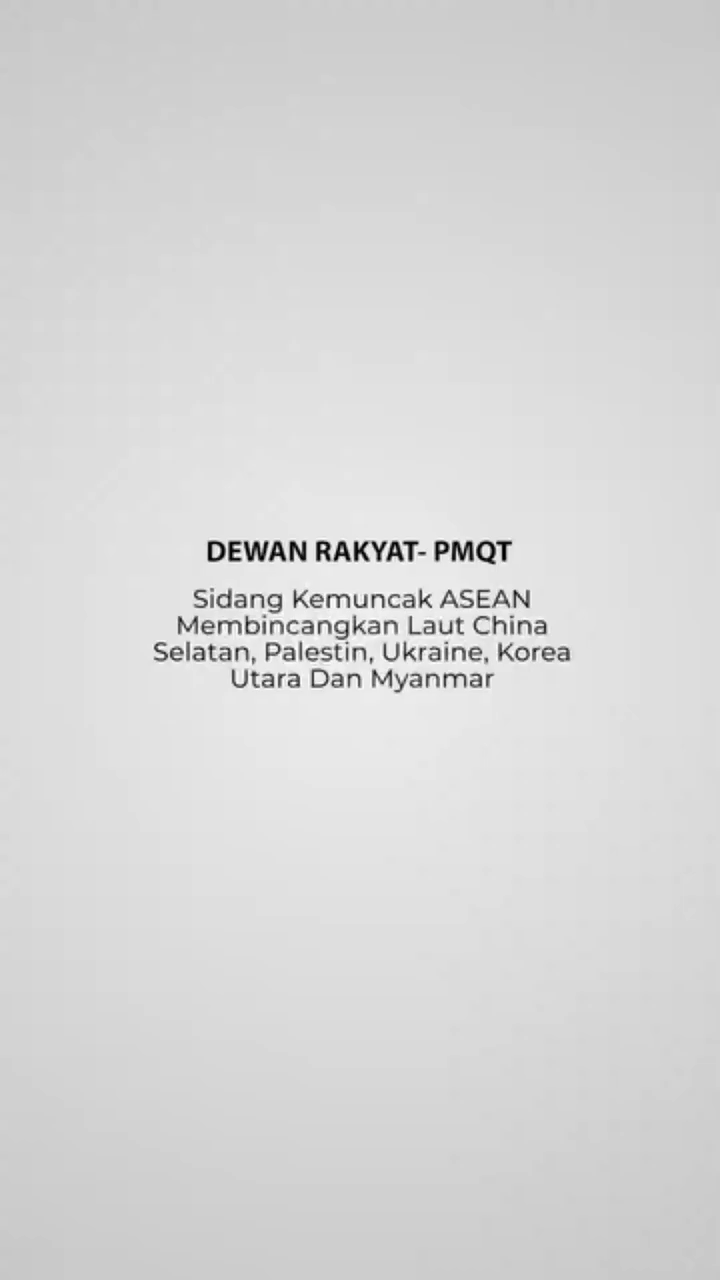 DEWAN RAKYAT- PMQT
Sidang Kemuncak ASEAN
Membincangkan Laut China
Selatan, Palestin, Ukraine, Korea
Utara Dan Myanmar